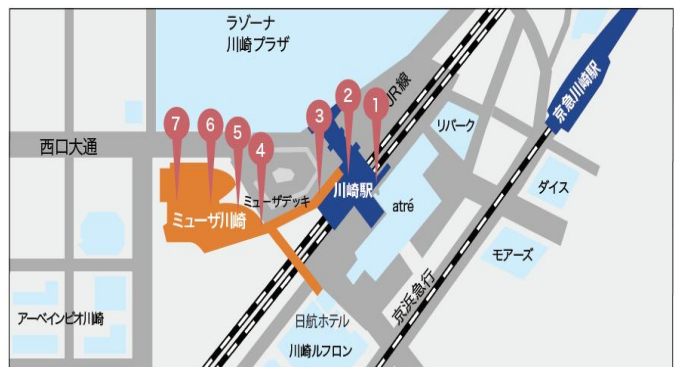 ラゾーナ
川崎プラザ
JR線
京急川崎駅
1
2
3
リバーク
7
6
5
4
西口大通
ダイス
川崎駅
ミューザデッキ
atré
ミューザ川崎
モアーズ
京浜急行
アーベインビオ川崎
日航ホテル
川崎ルフロン